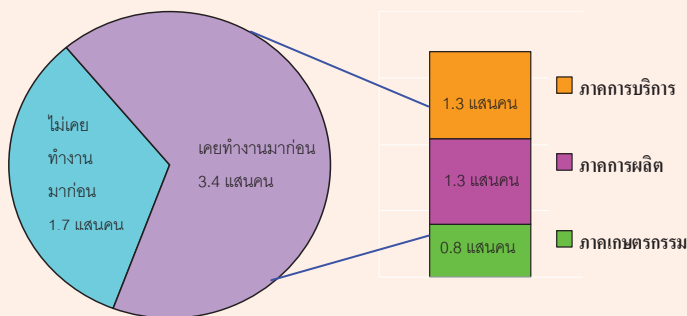 ไม่เคย
ทำงาน
มาก่อน
1.7 แสนคน
เคยทำงานมาก่อน
3.4 แสนคน
1.3 แสนคน
1.3 แสนคน
0.8 แสนคน
ภาคการบริการ
ภาคการผลิต
ภาคเกษตรกรรม